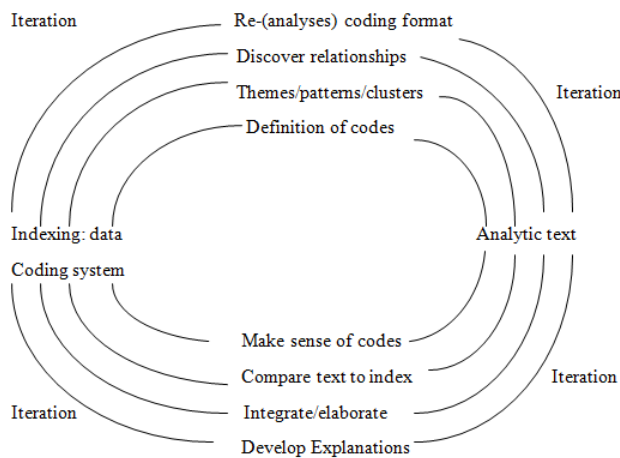 Iteration
Re-(analyses) coding format
Discover relationships
Themes/patterns/clusters
Iteration
Definition of codes
Indexing: data
Analytic text
Coding system
Make sense of codes
Compare text to index
Iteration
Iteration
Integrate/elaborate
Develop Explanations